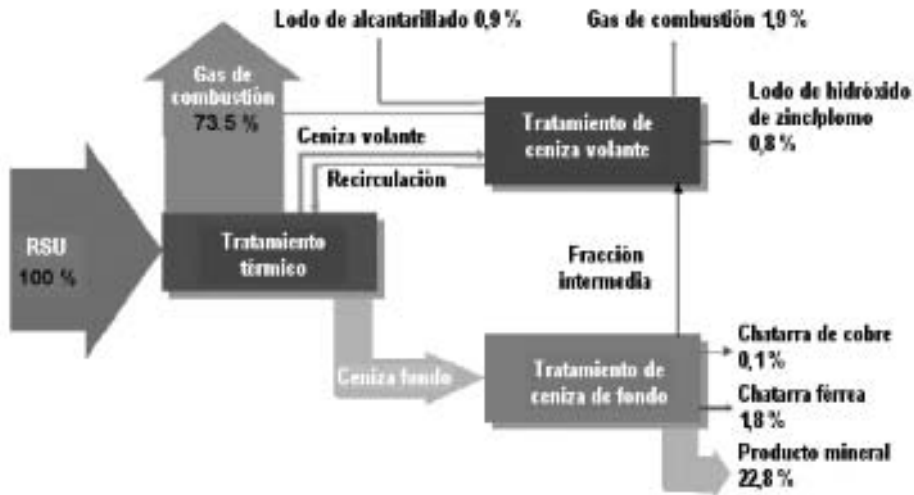 Lodo de alcantarillado 0,9 %
Gas de combustión 1,9 %
Gas de
combustión
73.5 %
Lodo de hidróxido
de zinc/plomo
0,8 %
Tratamiento de
ceniza volante
Ceniza volante
Recirculación
RSU
100 %
Tratamiento
térmico
Fracción
intermedia
Ceniza fondo
Tratamiento de
ceniza de fondo
Chatarra de cobre
0,1 %
Chatarra férrea
1,8 %
Producto mineral
22,8 %